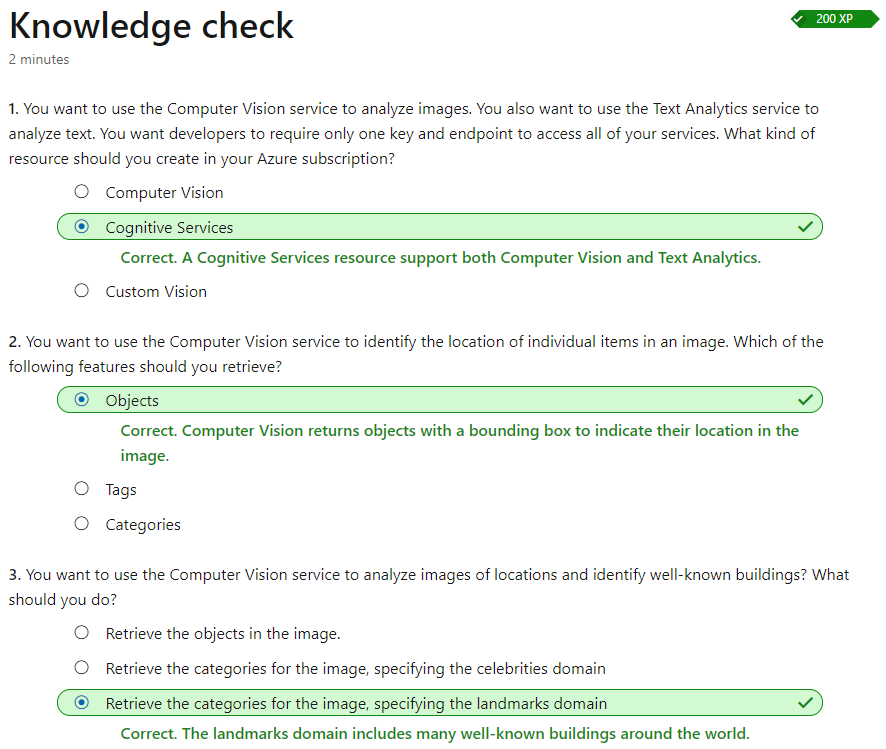 Knowledge check
200 XP
2 minutes
1. You want to use the Computer Vision service to analyze images. You also want to use the Text Analytics service to
analyze text. You want developers to require only one key and endpoint to access all of your services. What kind of
resource should you create in your Azure subscription?
Computer Vision
Cognitive Services
Correct. A Cognitive Services resource support both Computer Vision and Text Analytics.
Custom Vision
2. You want to use the Computer Vision service to identify the location of individual items in an image. Which of the
following features should you retrieve?
Objects
Correct. Computer Vision returns objects with a bounding box to indicate their location in the
image.
Tags
Categories
3. You want to use the Computer Vision service to analyze images of locations and identify well-known buildings? What
should you do?
Retrieve the objects in the image.
Retrieve the categories for the image, specifying the celebrities domain
Retrieve the categories for the image, specifying the landmarks domain
Correct. The landmarks domain includes many well-known buildings around the world.